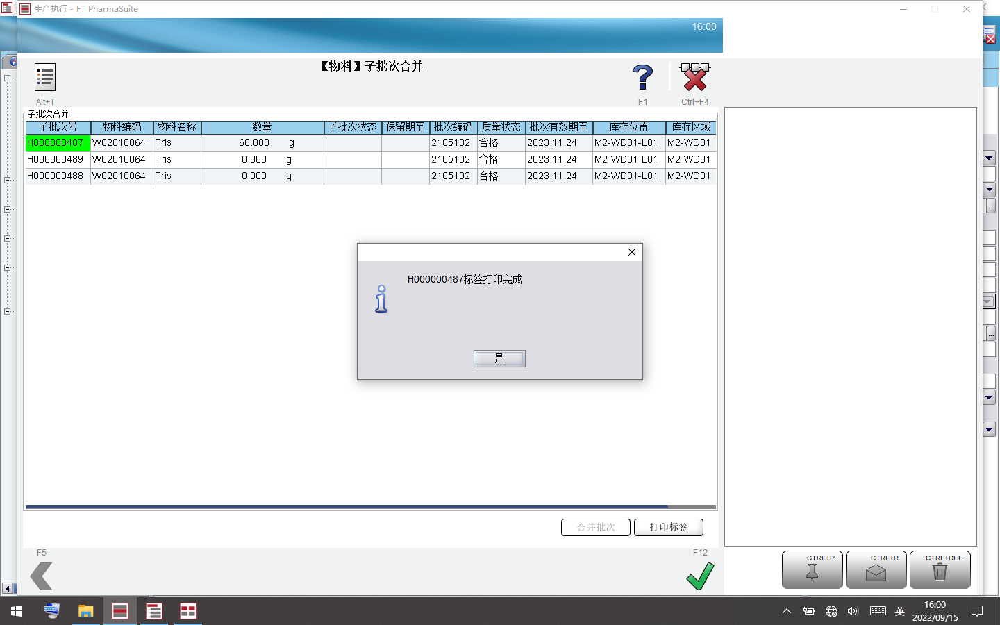 生产执行 - FT PharmaSuite
16:00
【物料】子批次合并
Alt+T
F1
Ctrl+F4
子批次合并
子批次号 物料编码 物料名称 数量 子批次状态 保留期至 批次编码 质量状态 批次有效期至 库存位置 库存区域
H000000487 W02010064 Tris 60.000 g 2105102 合格 2023.11.24 M2-WD01-L01 M2-WD01
H000000489 W02010064 Tris 0.000 g 2105102 合格 2023.11.24 M2-WD01-L01 M2-WD01
H000000488 W02010064 Tris 0.000 g 2105102 合格 2023.11.24 M2-WD01-L01 M2-WD01
H000000487标签打印完成
是
合并批次 打印标签
F5
F12
CTRL+P
CTRL+R
CTRL+DEL
英
16:00
2022/09/15